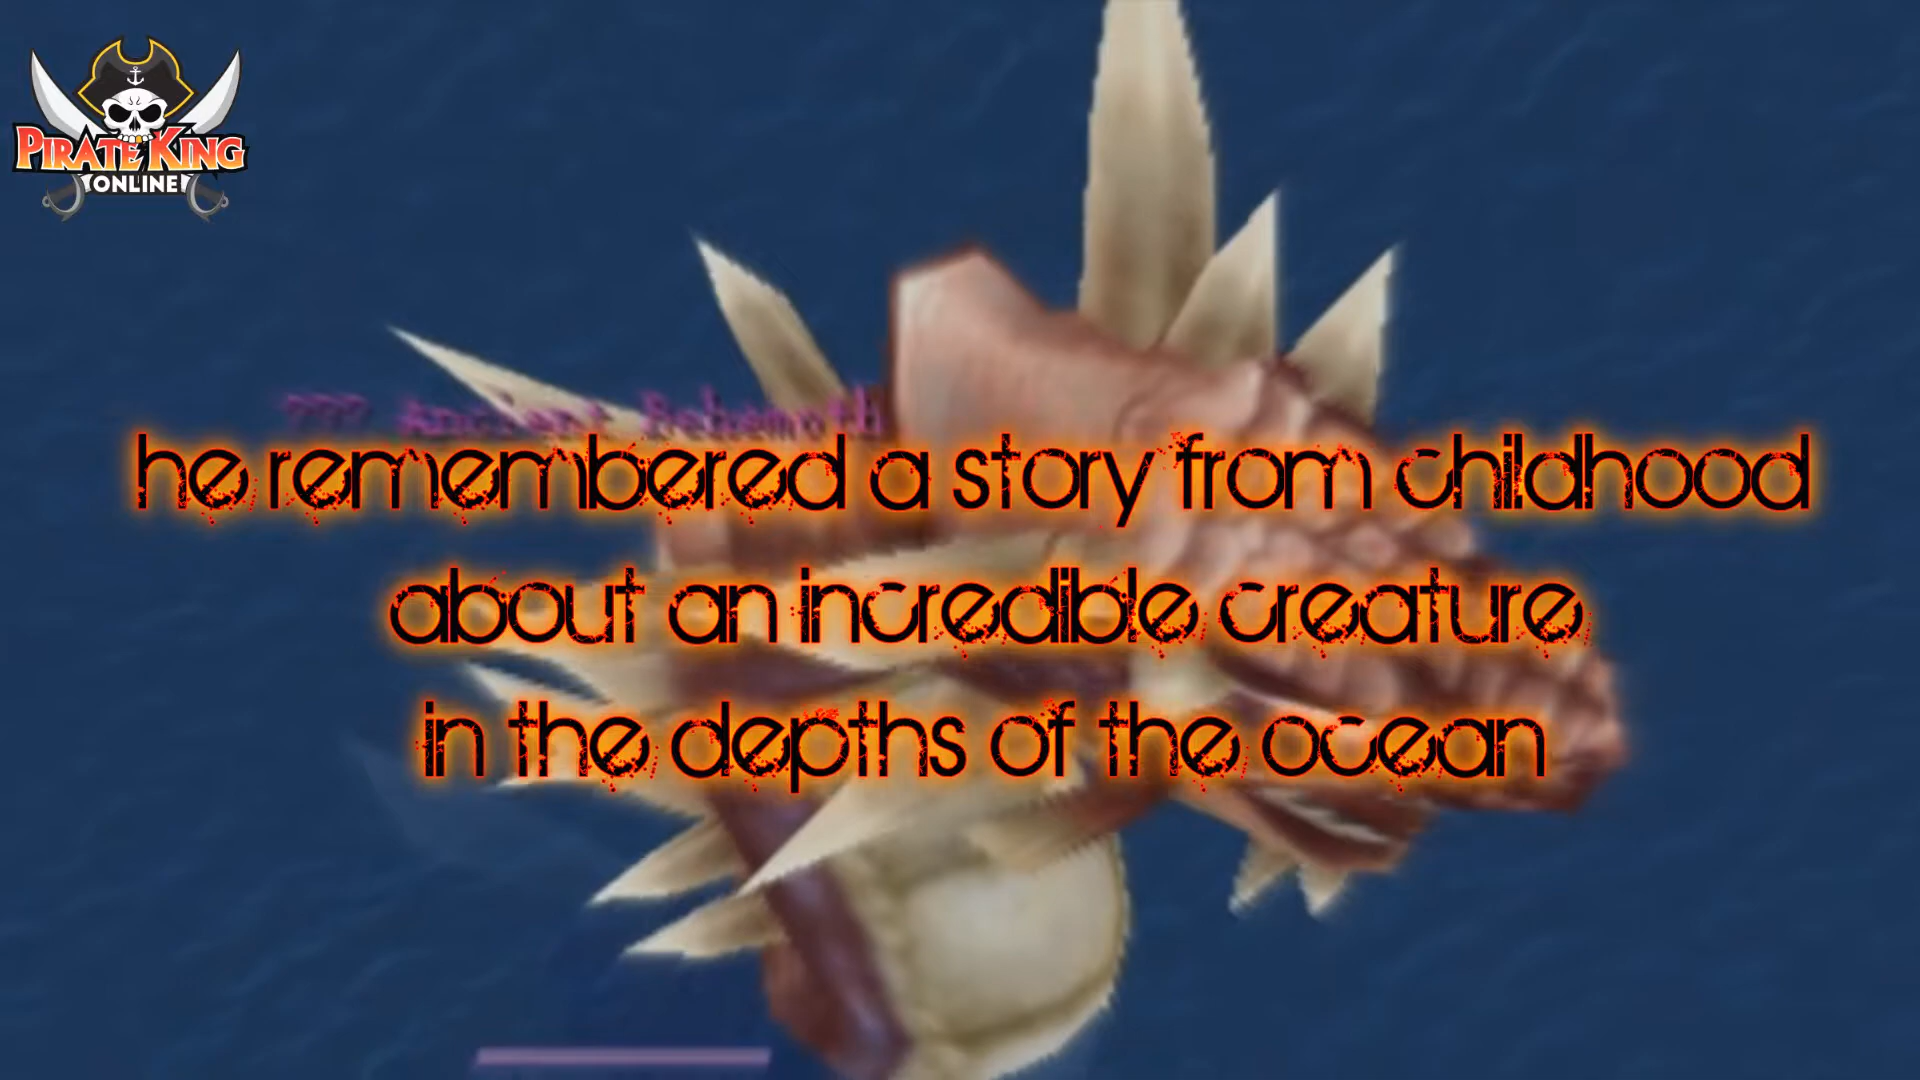 PIRATE KING
ONLINE
??? Ancient Behemoth
he remembered a story from childhood
about an incredible creature
in the depths of the ocean